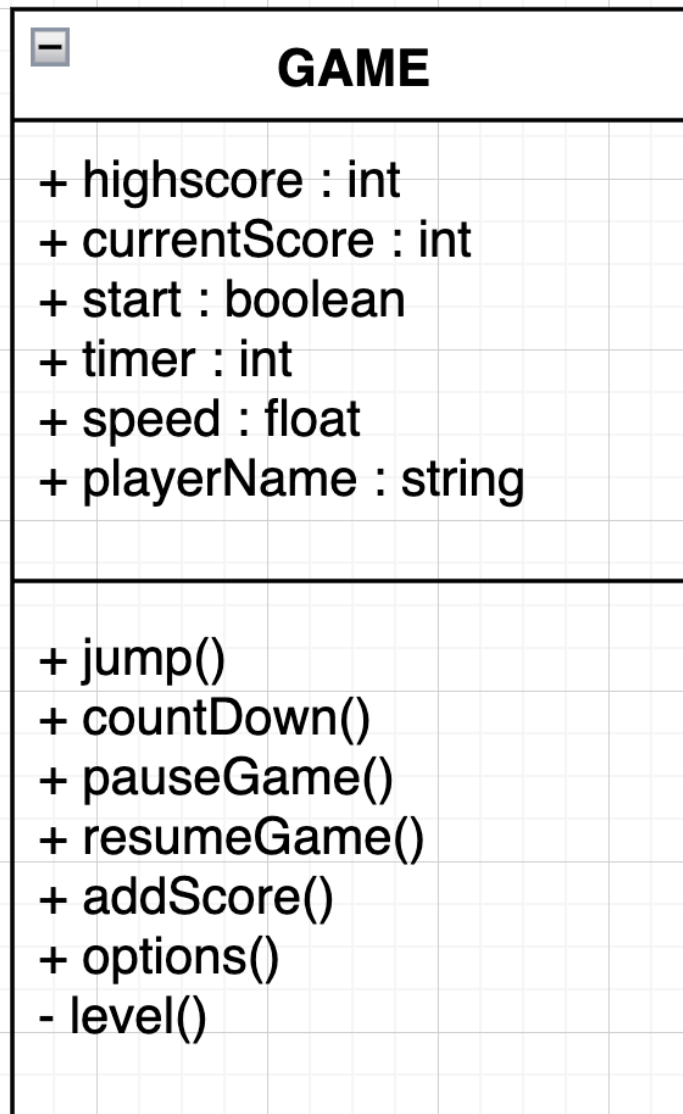 GAME
+ highscore : int
+ currentScore : int
+ start : boolean
+ timer : int
+ speed : float
+ playerName : string
+ jump()
+ countDown()
+ pauseGame()
+ resumeGame()
+ addScore()
+ options()
- level()